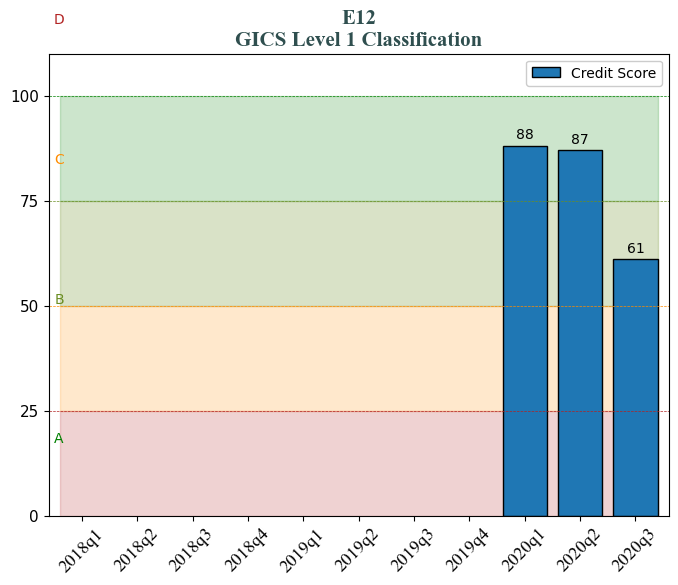 D
E12
GICS Level 1 Classification
Credit Score
100
88
87
C
75
61
B
50
A
25
0
2018q1
2018q2
2018q3
2018q4
2019q1
2019q2
2019q3
2019q4
2020q1
2020q2
2020q3